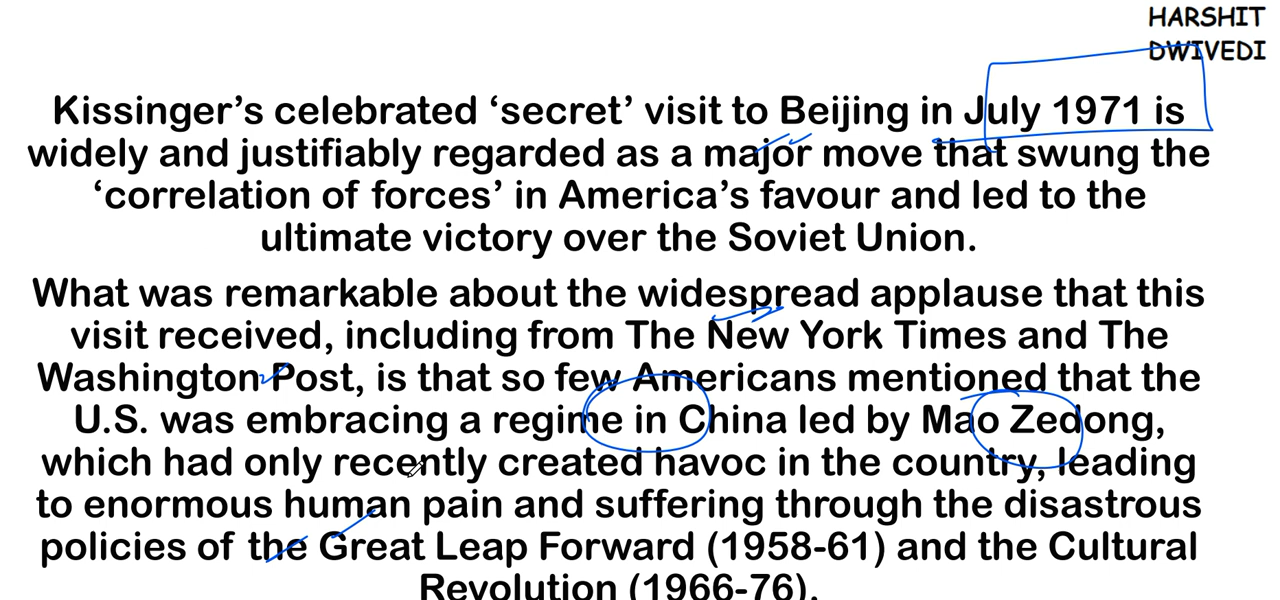 HARSHIT
DWIVEDI
Kissinger’s celebrated ‘secret’ visit to Beijing in July 1971 is
widely and justifiably regarded as a major move that swung the
‘correlation of forces’ in America’s favour and led to the
ultimate victory over the Soviet Union.
What was remarkable about the widespread applause that this
visit received, including from The New York Times and The
Washington Post, is that so few Americans mentioned that the
U.S. was embracing a regime in China led by Mao Zedong,
which had only recently created havoc in the country, leading
to enormous human pain and suffering through the disastrous
policies of the Great Leap Forward (1958-61) and the Cultural
Revolution (1966-76).